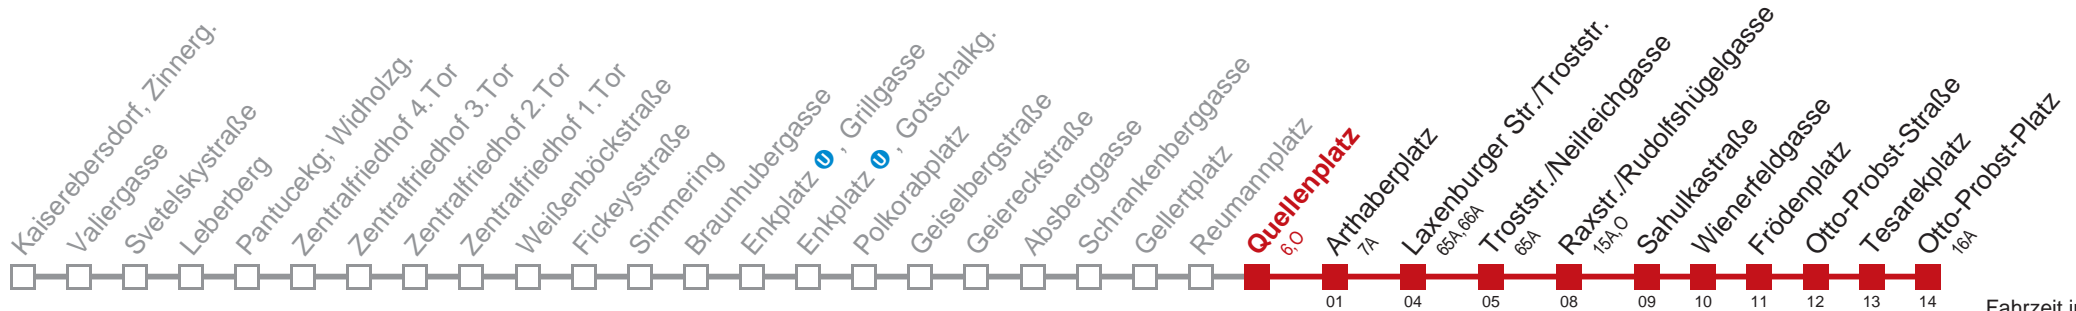 Kaiserebersdorf, Zinnerg.
Valiergasse
Svetelskystraße
Leberberg
Pantucekg; Widholzg.
Zentralfriedhof 4.Tor
Zentralfriedhof 3.Tor
Zentralfriedhof 2.Tor
Zentralfriedhof 1.Tor
Weißenböckstraße
Fickeysstraße
Simmering
Braunhubergasse
Enkplatz U , Grillgasse
Enkplatz U , Gotschalkg.
Polkorabplatz
Geiselbergstraße
Geiereckstraße
Absberggasse
Schrankenberggasse
Gellertplatz
Reumannplatz
Quellenplatz
6, O
Arthaberplatz
7A
Laxenburger Str./Troststr.
65A, 66A
Troststr./Neilreichgasse
65A
Raxstr./Rudolfshügelgasse
15A, O
Sahulkastraße
Wienerfeldgasse
Frödenplatz
Otto-Probst-Straße
Tesarekplatz
Otto-Probst-Platz
16A
01 04 05 08 09 10 11 12 13 14
Fahrzeit